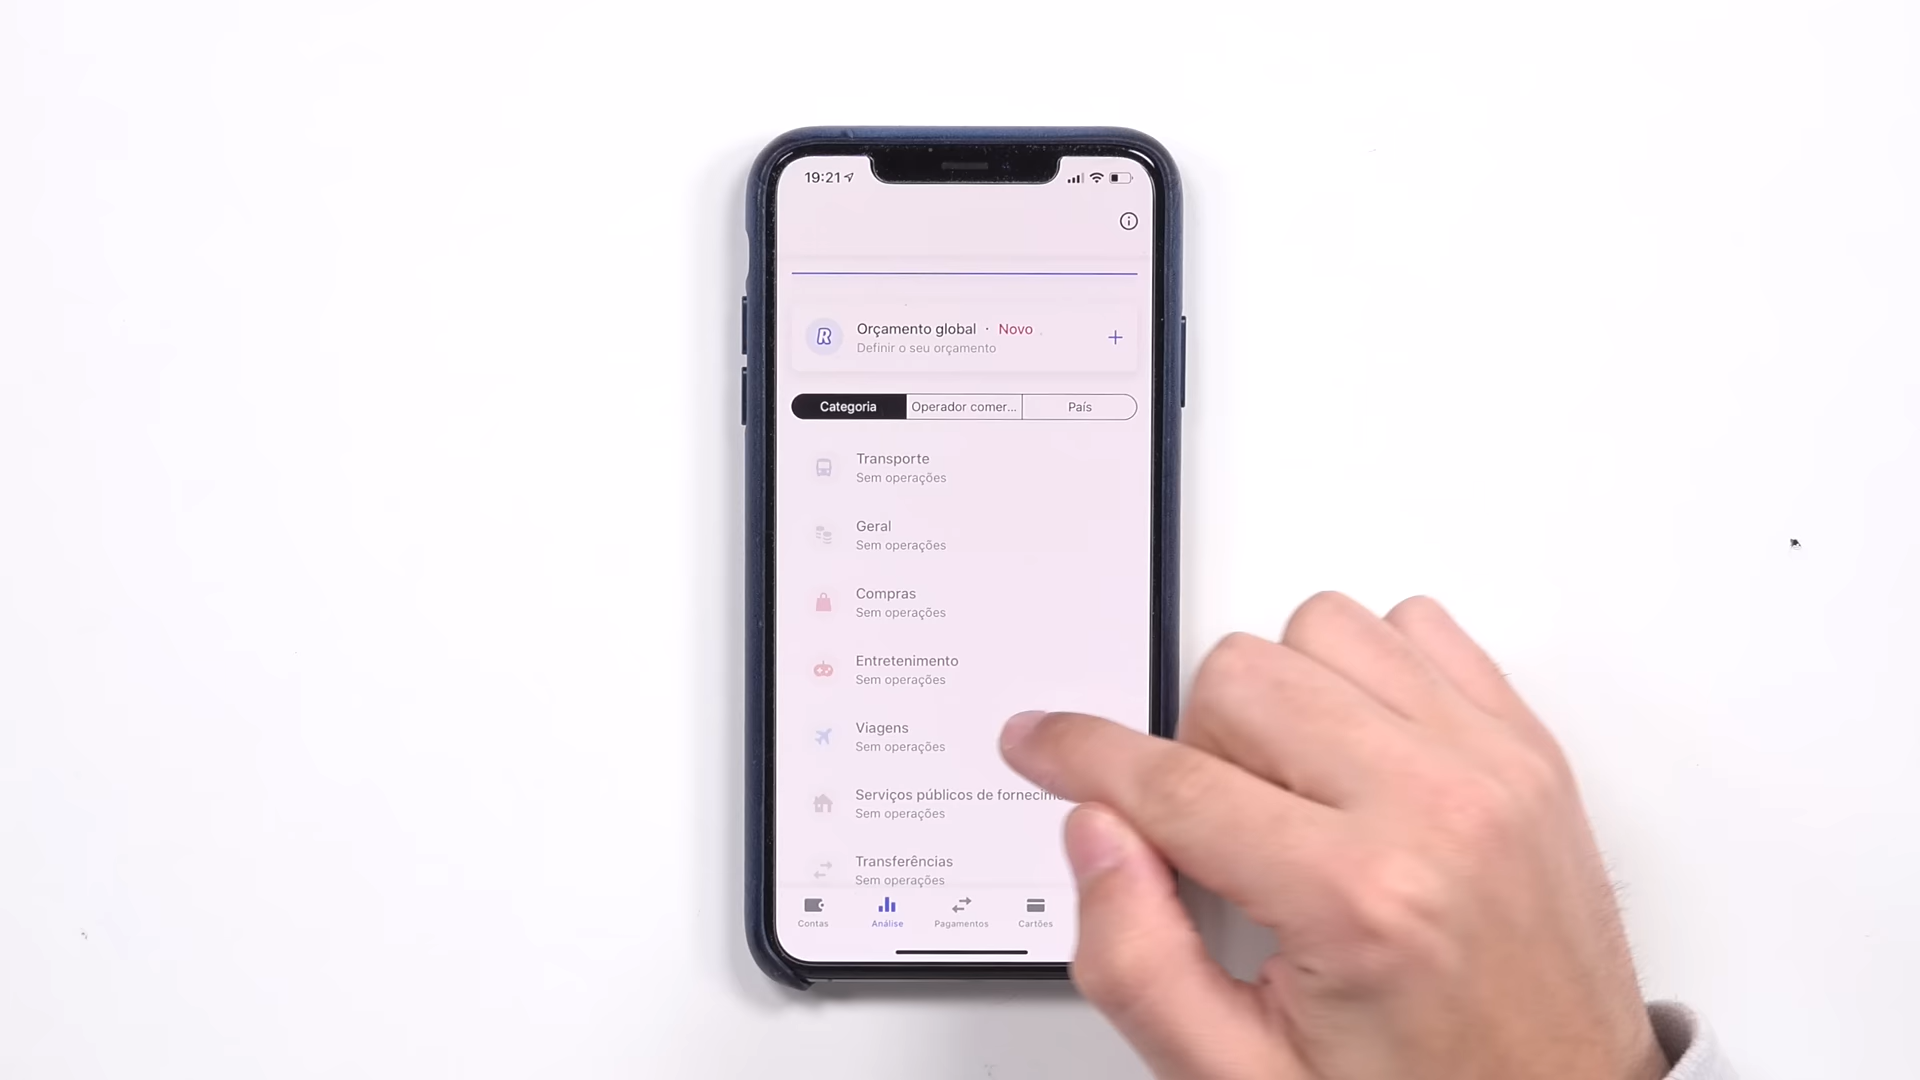 19:21
R
Orçamento global · Novo
+
Definir o seu orçamento
Categoria
Operador comer...
País
Transporte
Sem operações
Geral
Sem operações
Compras
Sem operações
Entretenimento
Sem operações
Viagens
Sem operações
Serviços públicos de
Sem operações
Transferências
Sem operações
Contas
Análise
Pagamentos
Cartões